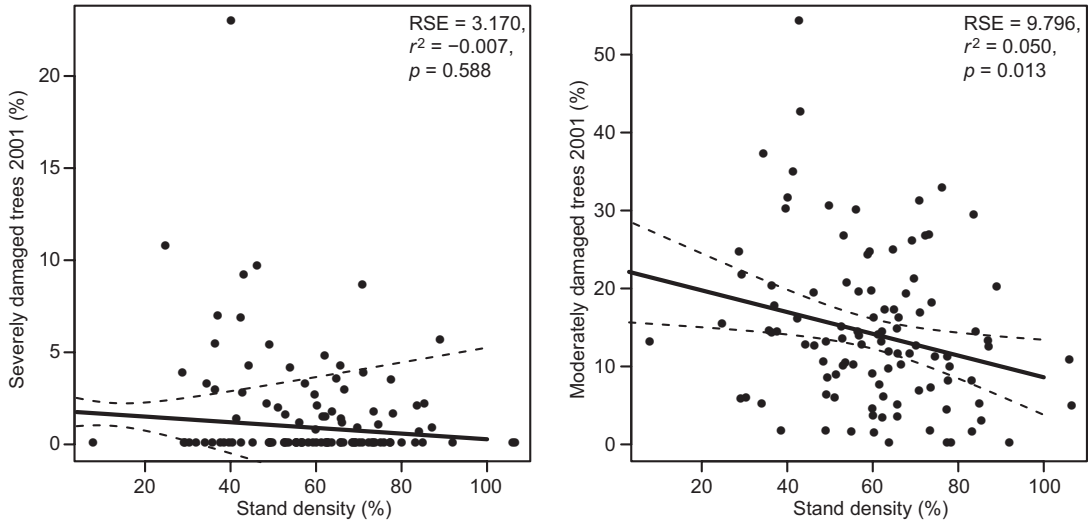 RSE = 3.170,
r² = −0.007,
p = 0.588
Severely damaged trees 2001 (%)
20
15
10
5
0
20
40
60
80
100
Stand density (%)
RSE = 9.796,
r² = 0.050,
p = 0.013
Moderately damaged trees 2001 (%)
50
40
30
20
10
0
20
40
60
80
100
Stand density (%)